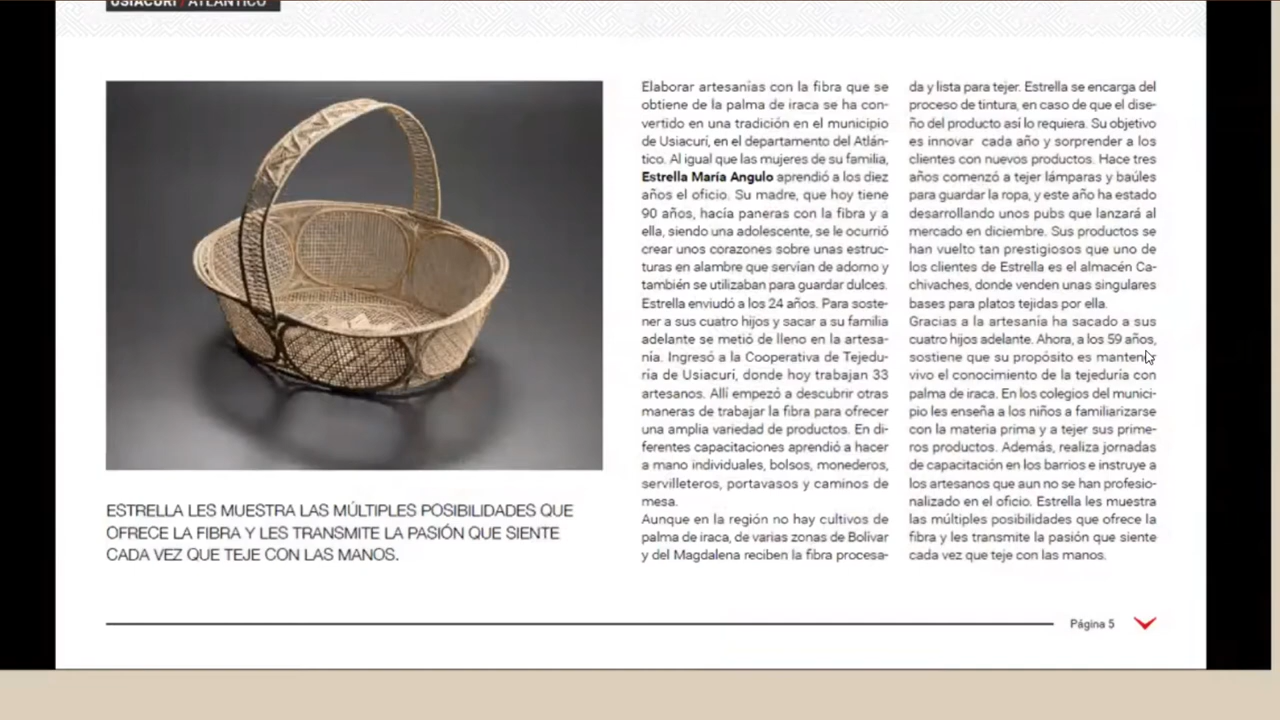 USIACURÍ / ATLÁNTICO
Elaborar artesanías con la fibra que se
obtiene de la palma de iraca se ha con-
vertido en una tradición en el municipio
de Usiacurí, en el departamento del Atlán-
tico. Al igual que las mujeres de su familia,
Estrella María Angulo aprendió a los diez
años el oficio. Su madre, que hoy tiene
90 años, hacía paneras con la fibra y a
ella, siendo una adolescente, se le ocurrió
crear unos corazones sobre unas estruc-
turas en alambre que servían de adorno y
también se utilizaban para guardar dulces.
Estrella enviudó a los 24 años. Para soste-
ner a sus cuatro hijos y sacar a su familia
adelante se metió de lleno en la artesa-
nía. Ingresó a la Cooperativa de Tejedu-
ría de Usiacurí, donde hoy trabajan 33
artesanos. Allí empezó a descubrir otras
maneras de trabajar la fibra para ofrecer
una amplia variedad de productos. En di-
ferentes capacitaciones aprendió a hacer
a mano individuales, bolsos, monederos,
servilleteros, portavasos y caminos de
mesa.
Aunque en la región no hay cultivos de
palma de iraca, de varias zonas de Bolívar
y del Magdalena reciben la fibra procesa-
da y lista para tejer. Estrella se encarga del
proceso de tintura, en caso de que el dise-
ño del producto así lo requiera. Su objetivo
es innovar cada año y sorprender a los
clientes con nuevos productos. Hace tres
años comenzó a tejer lámparas y baúles
para guardar la ropa, y este año ha estado
desarrollando unos pubs que lanzará al
mercado en diciembre. Sus productos se
han vuelto tan prestigiosos que uno de
los clientes de Estrella es el almacén Ca-
chivaches, donde venden unas singulares
bases para platos tejidas por ella.
Gracias a la artesanía ha sacado a sus
cuatro hijos adelante. Ahora, a los 59 años,
sostiene que su propósito es mantener
vivo el conocimiento de la tejeduría con
palma de iraca. En los colegios del munici-
pio les enseña a los niños a familiarizarse
con la materia prima y a tejer sus prime-
ros productos. Además, realiza jornadas
de capacitación en los barrios e instruye a
los artesanos que aun no se han profesio-
nalizado en el oficio. Estrella les muestra
las múltiples posibilidades que ofrece la
fibra y les transmite la pasión que siente
cada vez que teje con las manos.
ESTRELLA LES MUESTRA LAS MÚLTIPLES POSIBILIDADES QUE
OFRECE LA FIBRA Y LES TRANSMITE LA PASIÓN QUE SIENTE
CADA VEZ QUE TEJE CON LAS MANOS.
Página 5